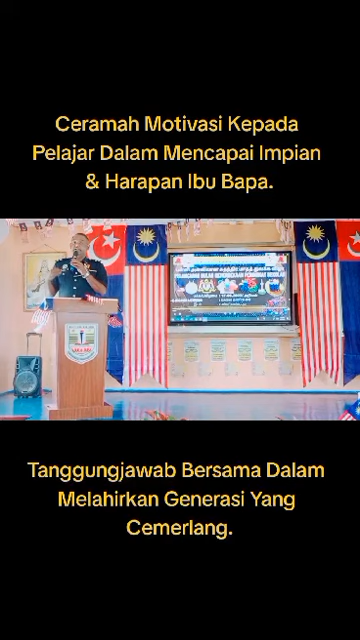 Ceramah Motivasi Kepada
Pelajar Dalam Mencapai Impian
& Harapan Ibu Bapa.
Tanggungjawab Bersama Dalam
Melahirkan Generasi Yang
Cemerlang.